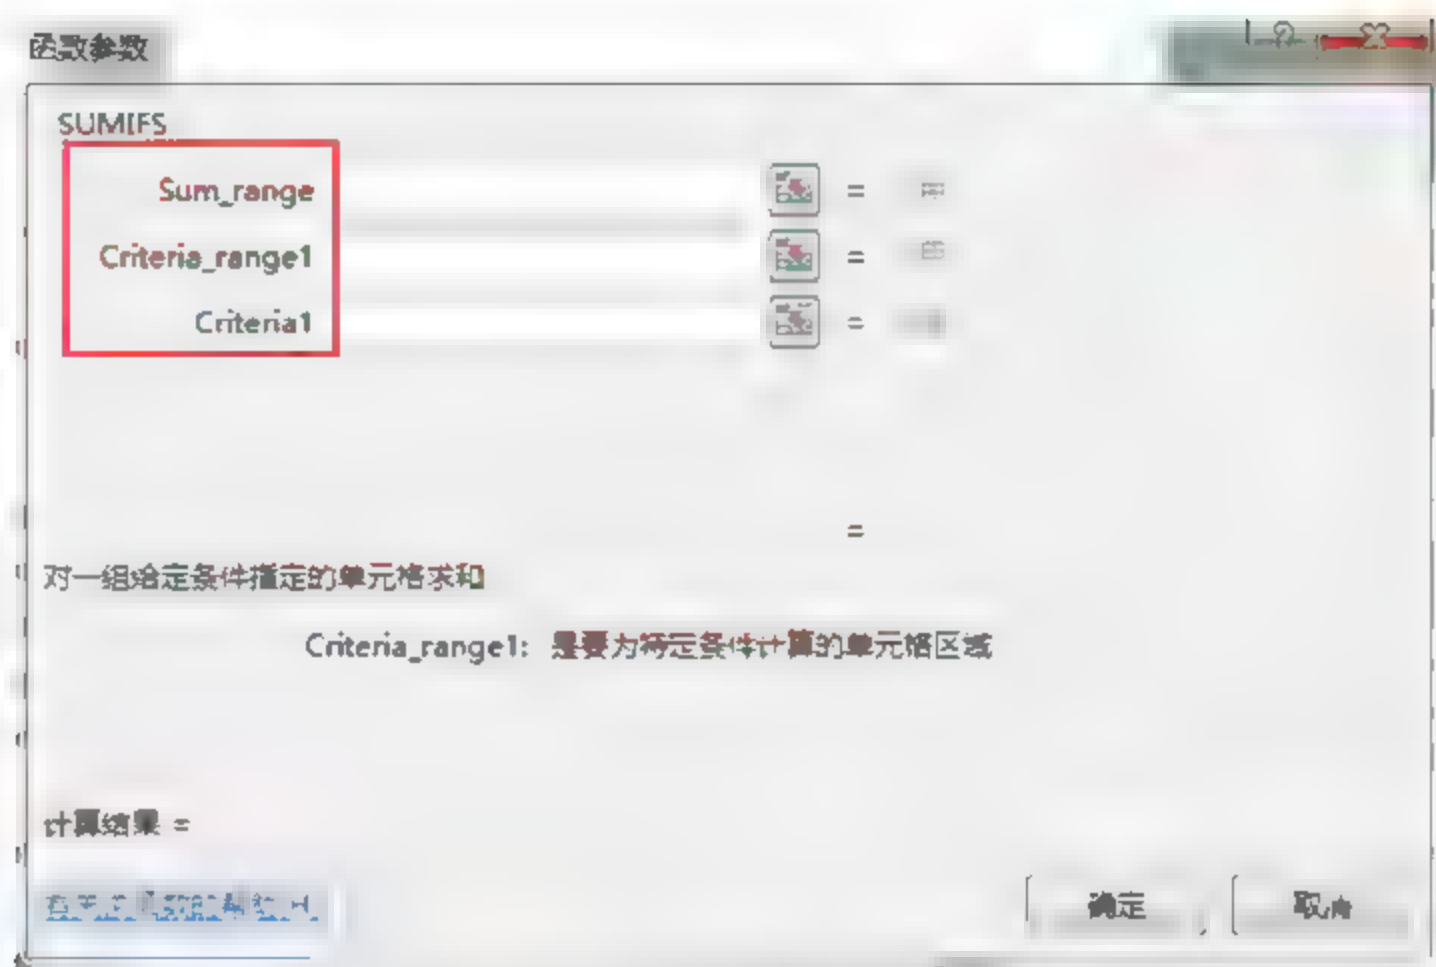 函数参数
SUMIFS
Sum_range =
Criteria_range1 =
Criteria1 =
=
对一组给定条件指定的单元格求和
Criteria_range1: 是要为特定条件计算的单元格区域
计算结果 =
确定 取消